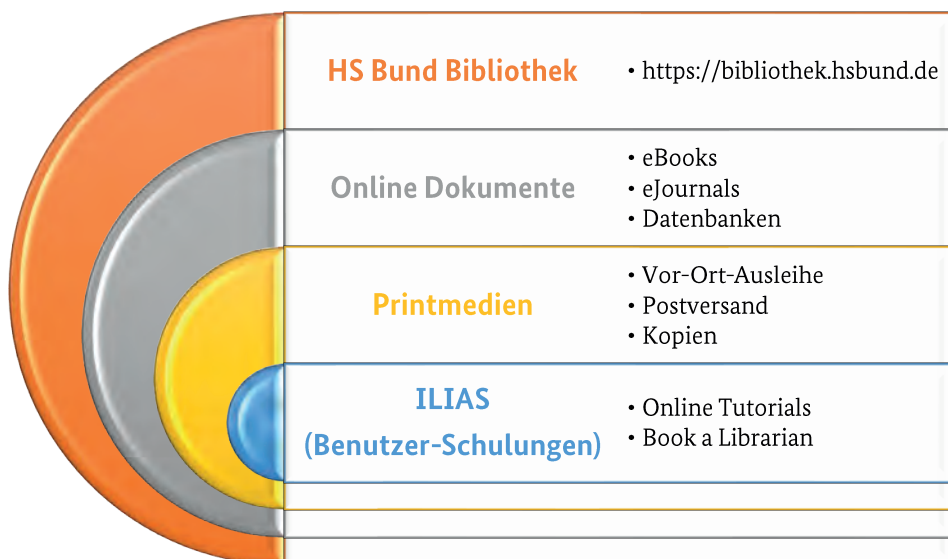 HS Bund Bibliothek
• https://bibliothek.hsbund.de
Online Dokumente
• eBooks
• eJournals
• Datenbanken
Printmedien
• Vor-Ort-Ausleihe
• Postversand
• Kopien
ILIAS
(Benutzer-Schulungen)
• Online Tutorials
• Book a Librarian